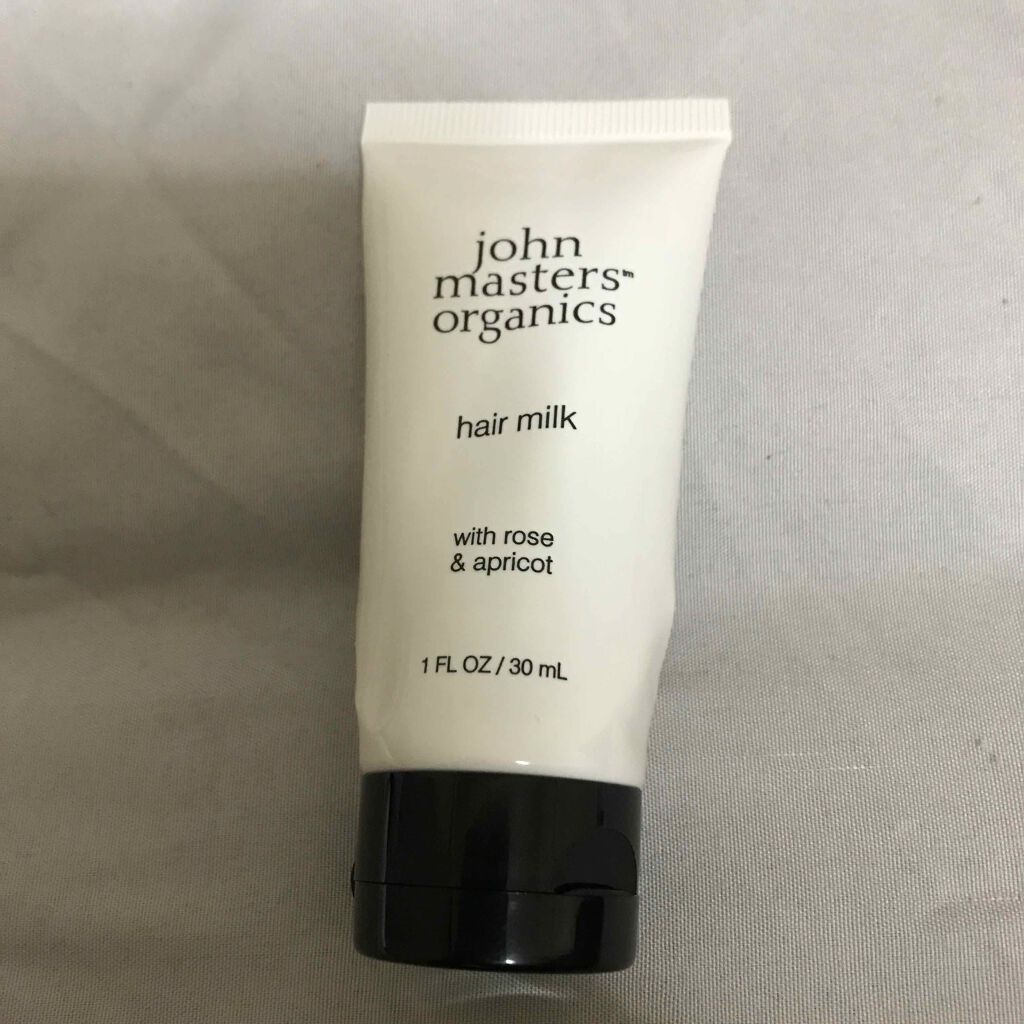 john
masters™
organics
hair milk
with rose
& apricot
1 FL OZ / 30 mL